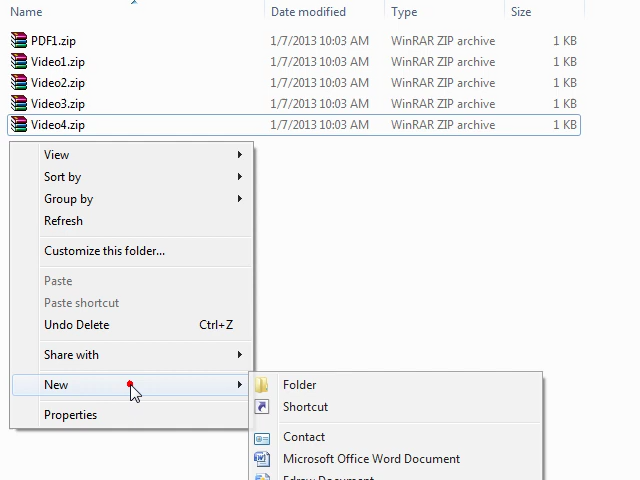 Name Date modified Type Size
PDF1.zip 1/7/2013 10:03 AM WinRAR ZIP archive 1 KB
Video1.zip 1/7/2013 10:03 AM WinRAR ZIP archive 1 KB
Video2.zip 1/7/2013 10:03 AM WinRAR ZIP archive 1 KB
Video3.zip 1/7/2013 10:03 AM WinRAR ZIP archive 1 KB
Video4.zip 1/7/2013 10:03 AM WinRAR ZIP archive 1 KB
View
Sort by
Group by
Refresh
Customize this folder...
Paste
Paste shortcut
Undo Delete Ctrl+Z
Share with
New
Properties
Folder
Shortcut
Contact
Microsoft Office Word Document
Edraw Document